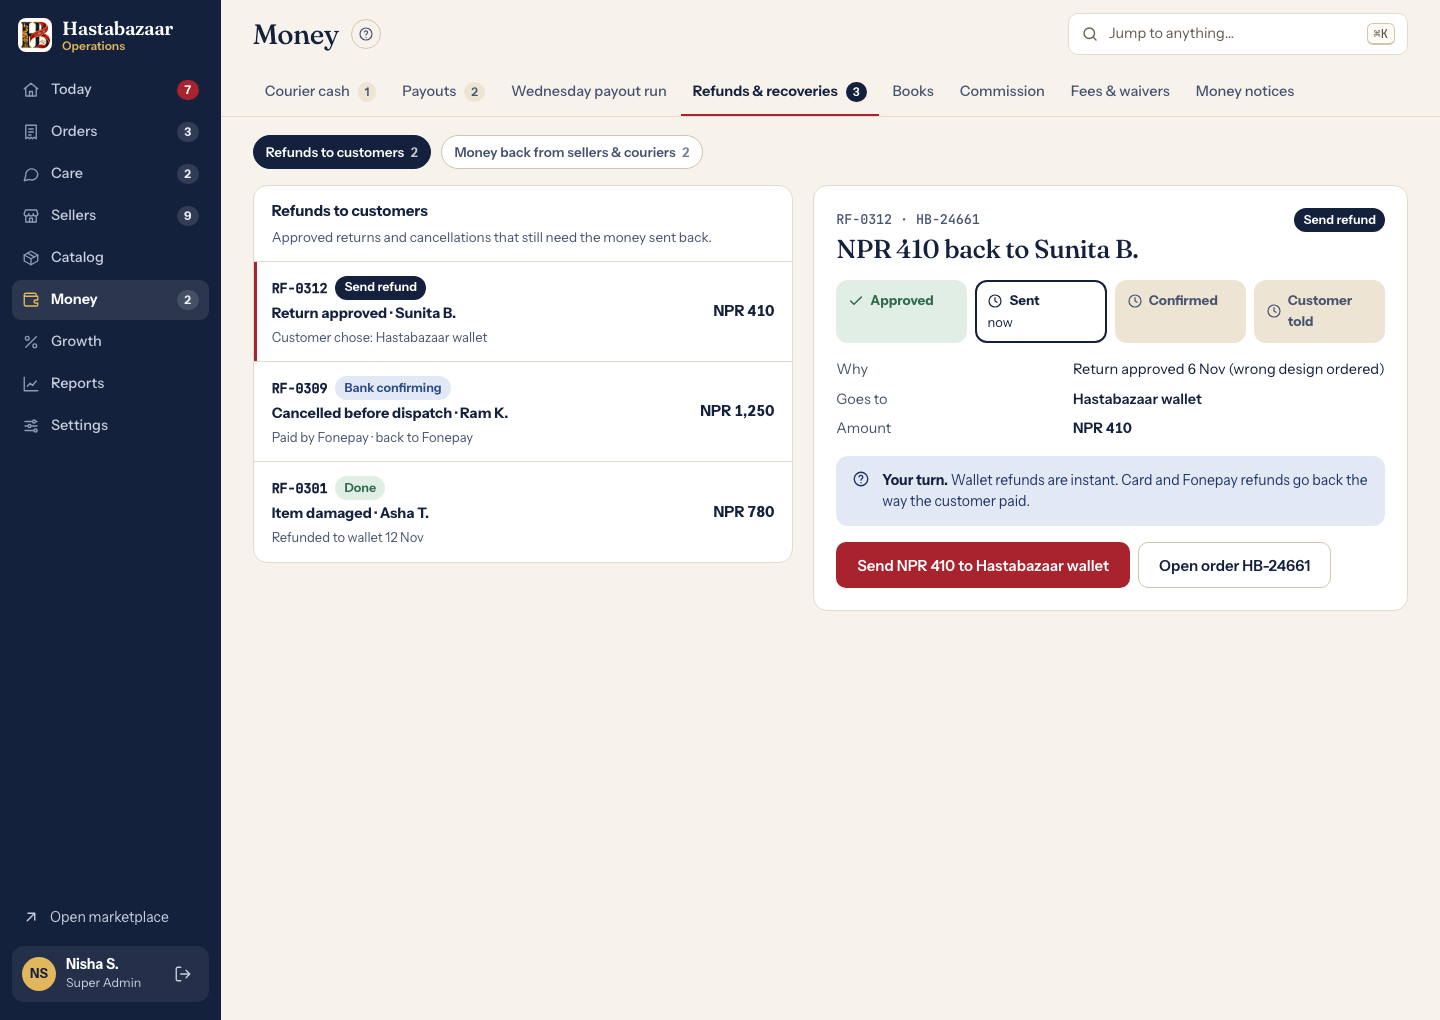 Hastabazaar
Operations
Today 7
Orders 3
Care 2
Sellers 9
Catalog
Money 2
Growth
Reports
Settings
Open marketplace
NS
Nisha S.
Super Admin
Money
Jump to anything...
⌘K
Courier cash 1
Payouts 2
Wednesday payout run
Refunds & recoveries 3
Books
Commission
Fees & waivers
Money notices
Refunds to customers 2
Money back from sellers & couriers 2
Refunds to customers
Approved returns and cancellations that still need the money sent back.
RF-0312 Send refund
Return approved · Sunita B.
NPR 410
Customer chose: Hastabazaar wallet
RF-0309 Bank confirming
Cancelled before dispatch · Ram K.
NPR 1,250
Paid by Fonepay · back to Fonepay
RF-0301 Done
Item damaged · Asha T.
NPR 780
Refunded to wallet 12 Nov
RF-0312 · HB-24661
Send refund
NPR 410 back to Sunita B.
Approved
Sent
now
Confirmed
Customer
told
Why Return approved 6 Nov (wrong design ordered)
Goes to Hastabazaar wallet
Amount NPR 410
Your turn. Wallet refunds are instant. Card and Fonepay refunds go back the
way the customer paid.
Send NPR 410 to Hastabazaar wallet
Open order HB-24661